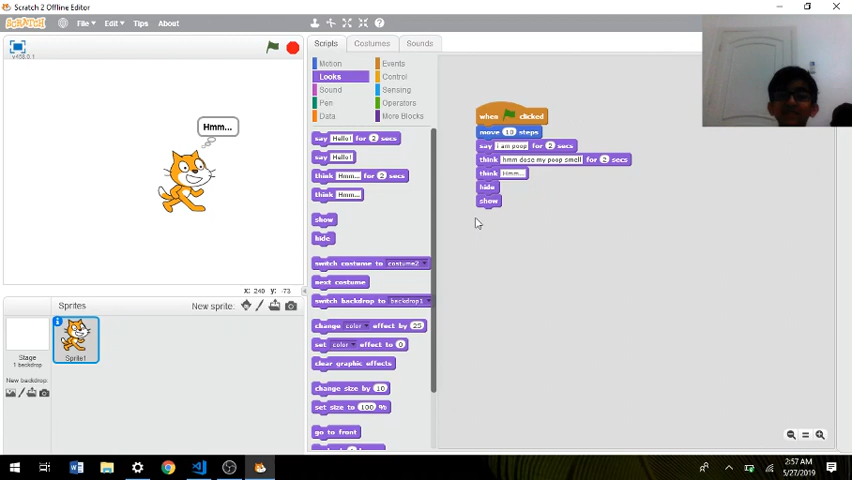 Scratch 2 Offline Editor
SCRATCH File Edit Tips About
v458.0.1
Scripts Costumes Sounds
Motion Events
Looks Control
Sound Sensing
Pen Operators
Data More Blocks
say Hello! for 2 secs
say Hello!
think Hmm... for 2 secs
think Hmm...
show
hide
switch costume to costume2
next costume
switch backdrop to backdrop1
change color effect by 25
set color effect to 0
clear graphic effects
change size by 10
set size to 100 %
go to front
Hmm...
when clicked
move 10 steps
say i am poop for 2 secs
think hmm dose my poop smell for 2 secs
think Hmm...
hide
show
X: 240 y: -73
Sprites New sprite:
Stage
1 backdrop
Sprite1
New backdrop:
2:57 AM
5/27/2019